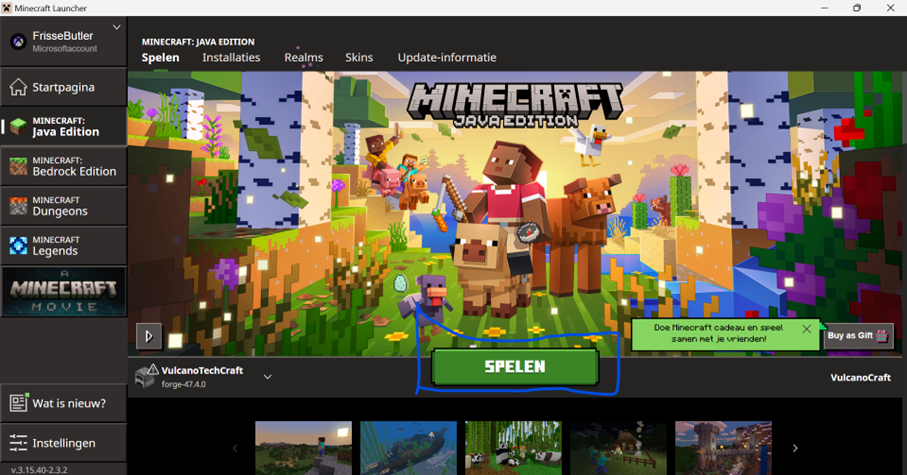 Minecraft Launcher
FrisseButler
Microsoftaccount
Startpagina
MINECRAFT:
Java Edition
MINECRAFT:
Bedrock Edition
MINECRAFT
Dungeons
MINECRAFT
Legends
A
MINECRAFT
MOVIE
Wat is nieuw?
Instellingen
v.3.15.40-2.3.2
MINECRAFT: JAVA EDITION
Spelen Installaties Realms Skins Update-informatie
MINECRAFT
JAVA EDITION
Doe Minecraft cadeau en speel
samen met je vrienden!
Buy as Gift
VulcanoTechCraft
forge-47.4.0
SPELEN
VulcanoCraft